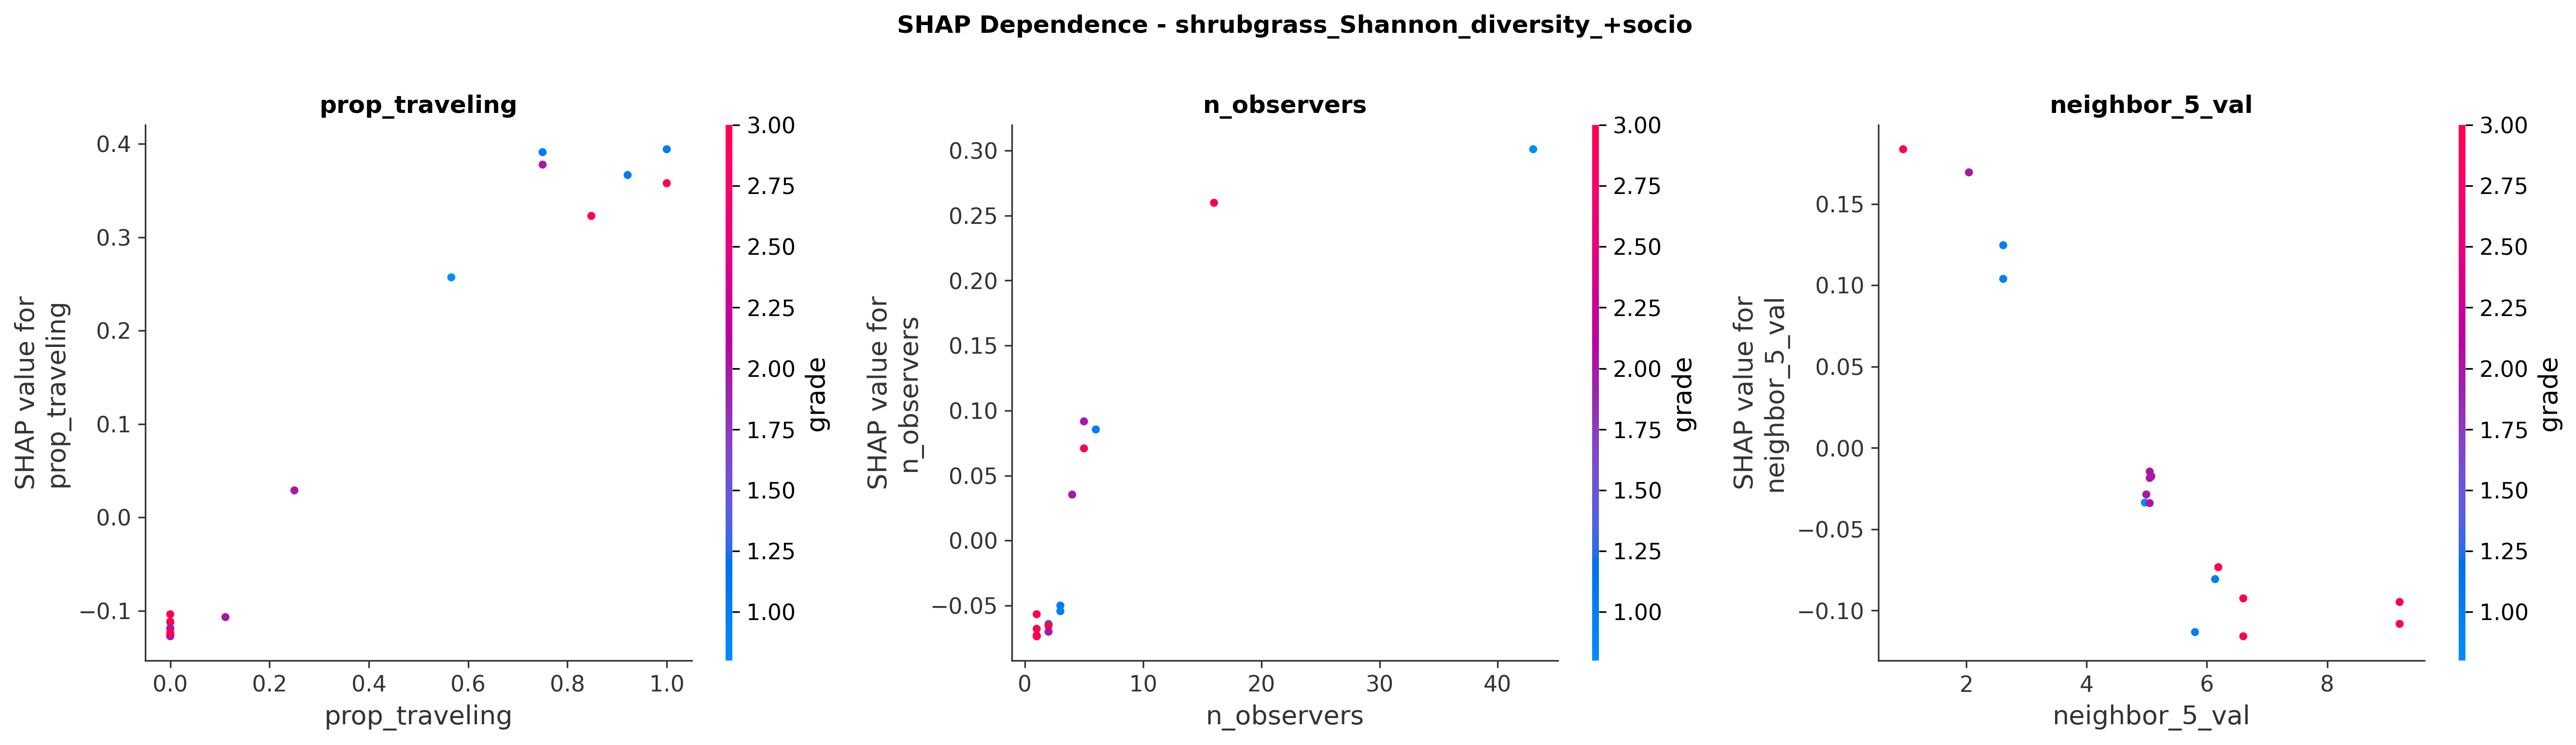 SHAP Dependence - shrubgrass_Shannon_diversity_+socio
prop_traveling
SHAP value for
prop_traveling
0.4
0.3
0.2
0.1
0.0
−0.1
0.0 0.2 0.4 0.6 0.8 1.0
prop_traveling
3.00
2.75
2.50
2.25
2.00
1.75
1.50
1.25
1.00
grade
n_observers
SHAP value for
n_observers
0.30
0.25
0.20
0.15
0.10
0.05
0.00
−0.05
0 10 20 30 40
n_observers
3.00
2.75
2.50
2.25
2.00
1.75
1.50
1.25
1.00
grade
neighbor_5_val
SHAP value for
neighbor_5_val
0.15
0.10
0.05
0.00
−0.05
−0.10
2 4 6 8
neighbor_5_val
3.00
2.75
2.50
2.25
2.00
1.75
1.50
1.25
1.00
grade